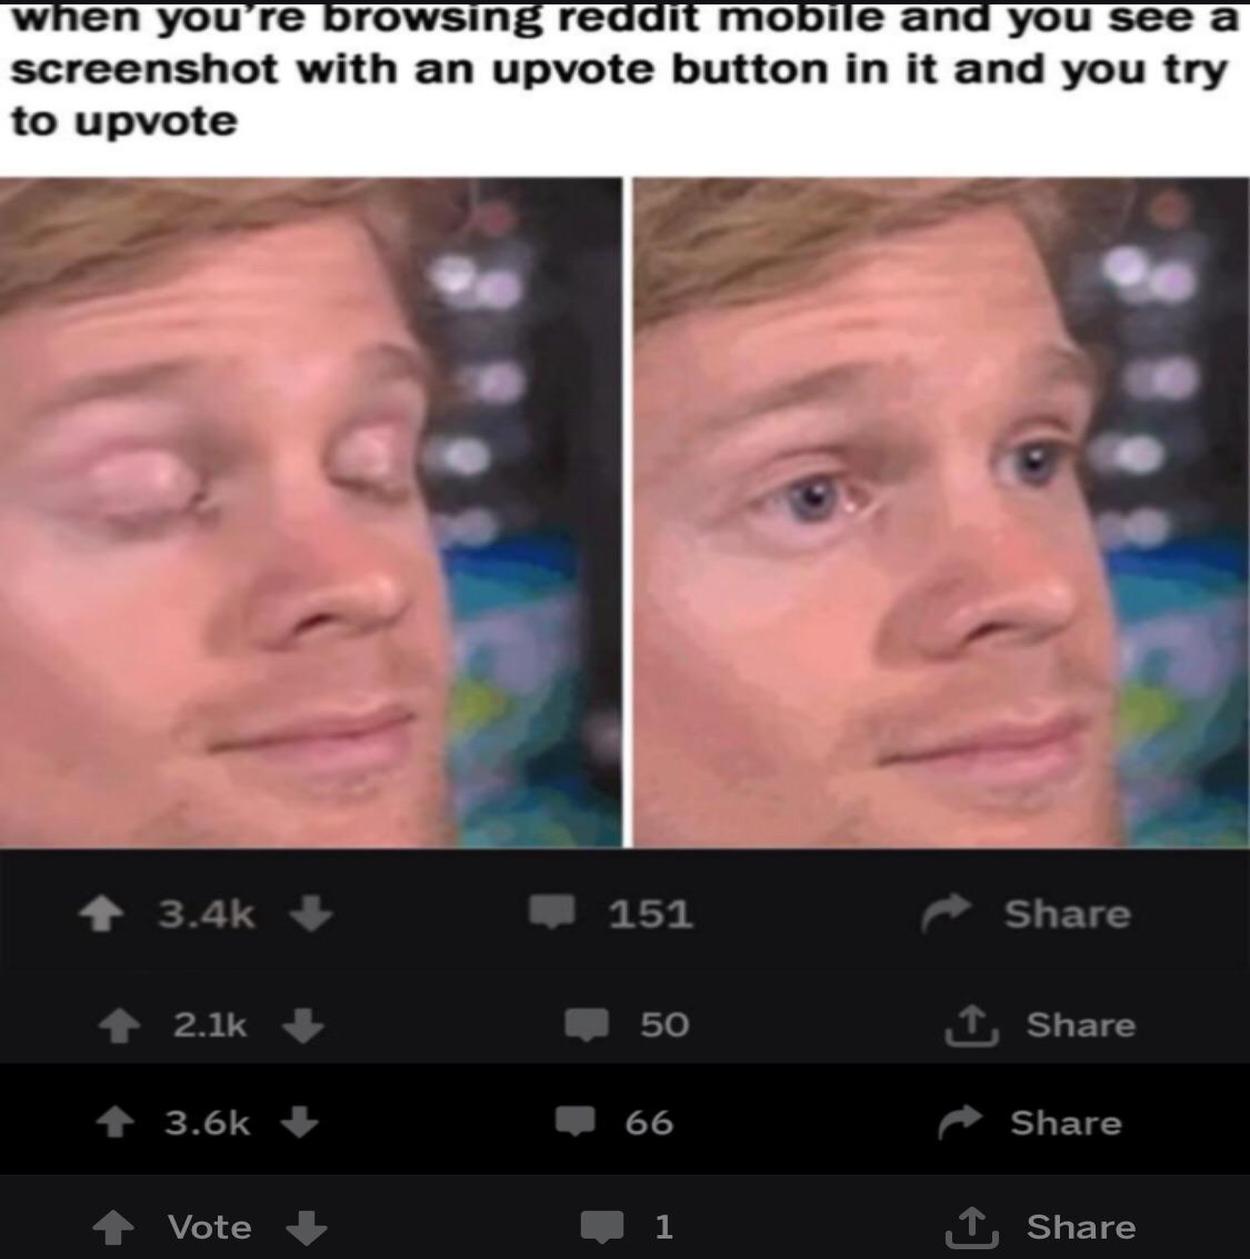 when you're browsing reddit mobile and you see a
screenshot with an upvote button in it and you try
to upvote
3.4k 151 Share
2.1k 50 Share
3.6k 66 Share
Vote 1 Share